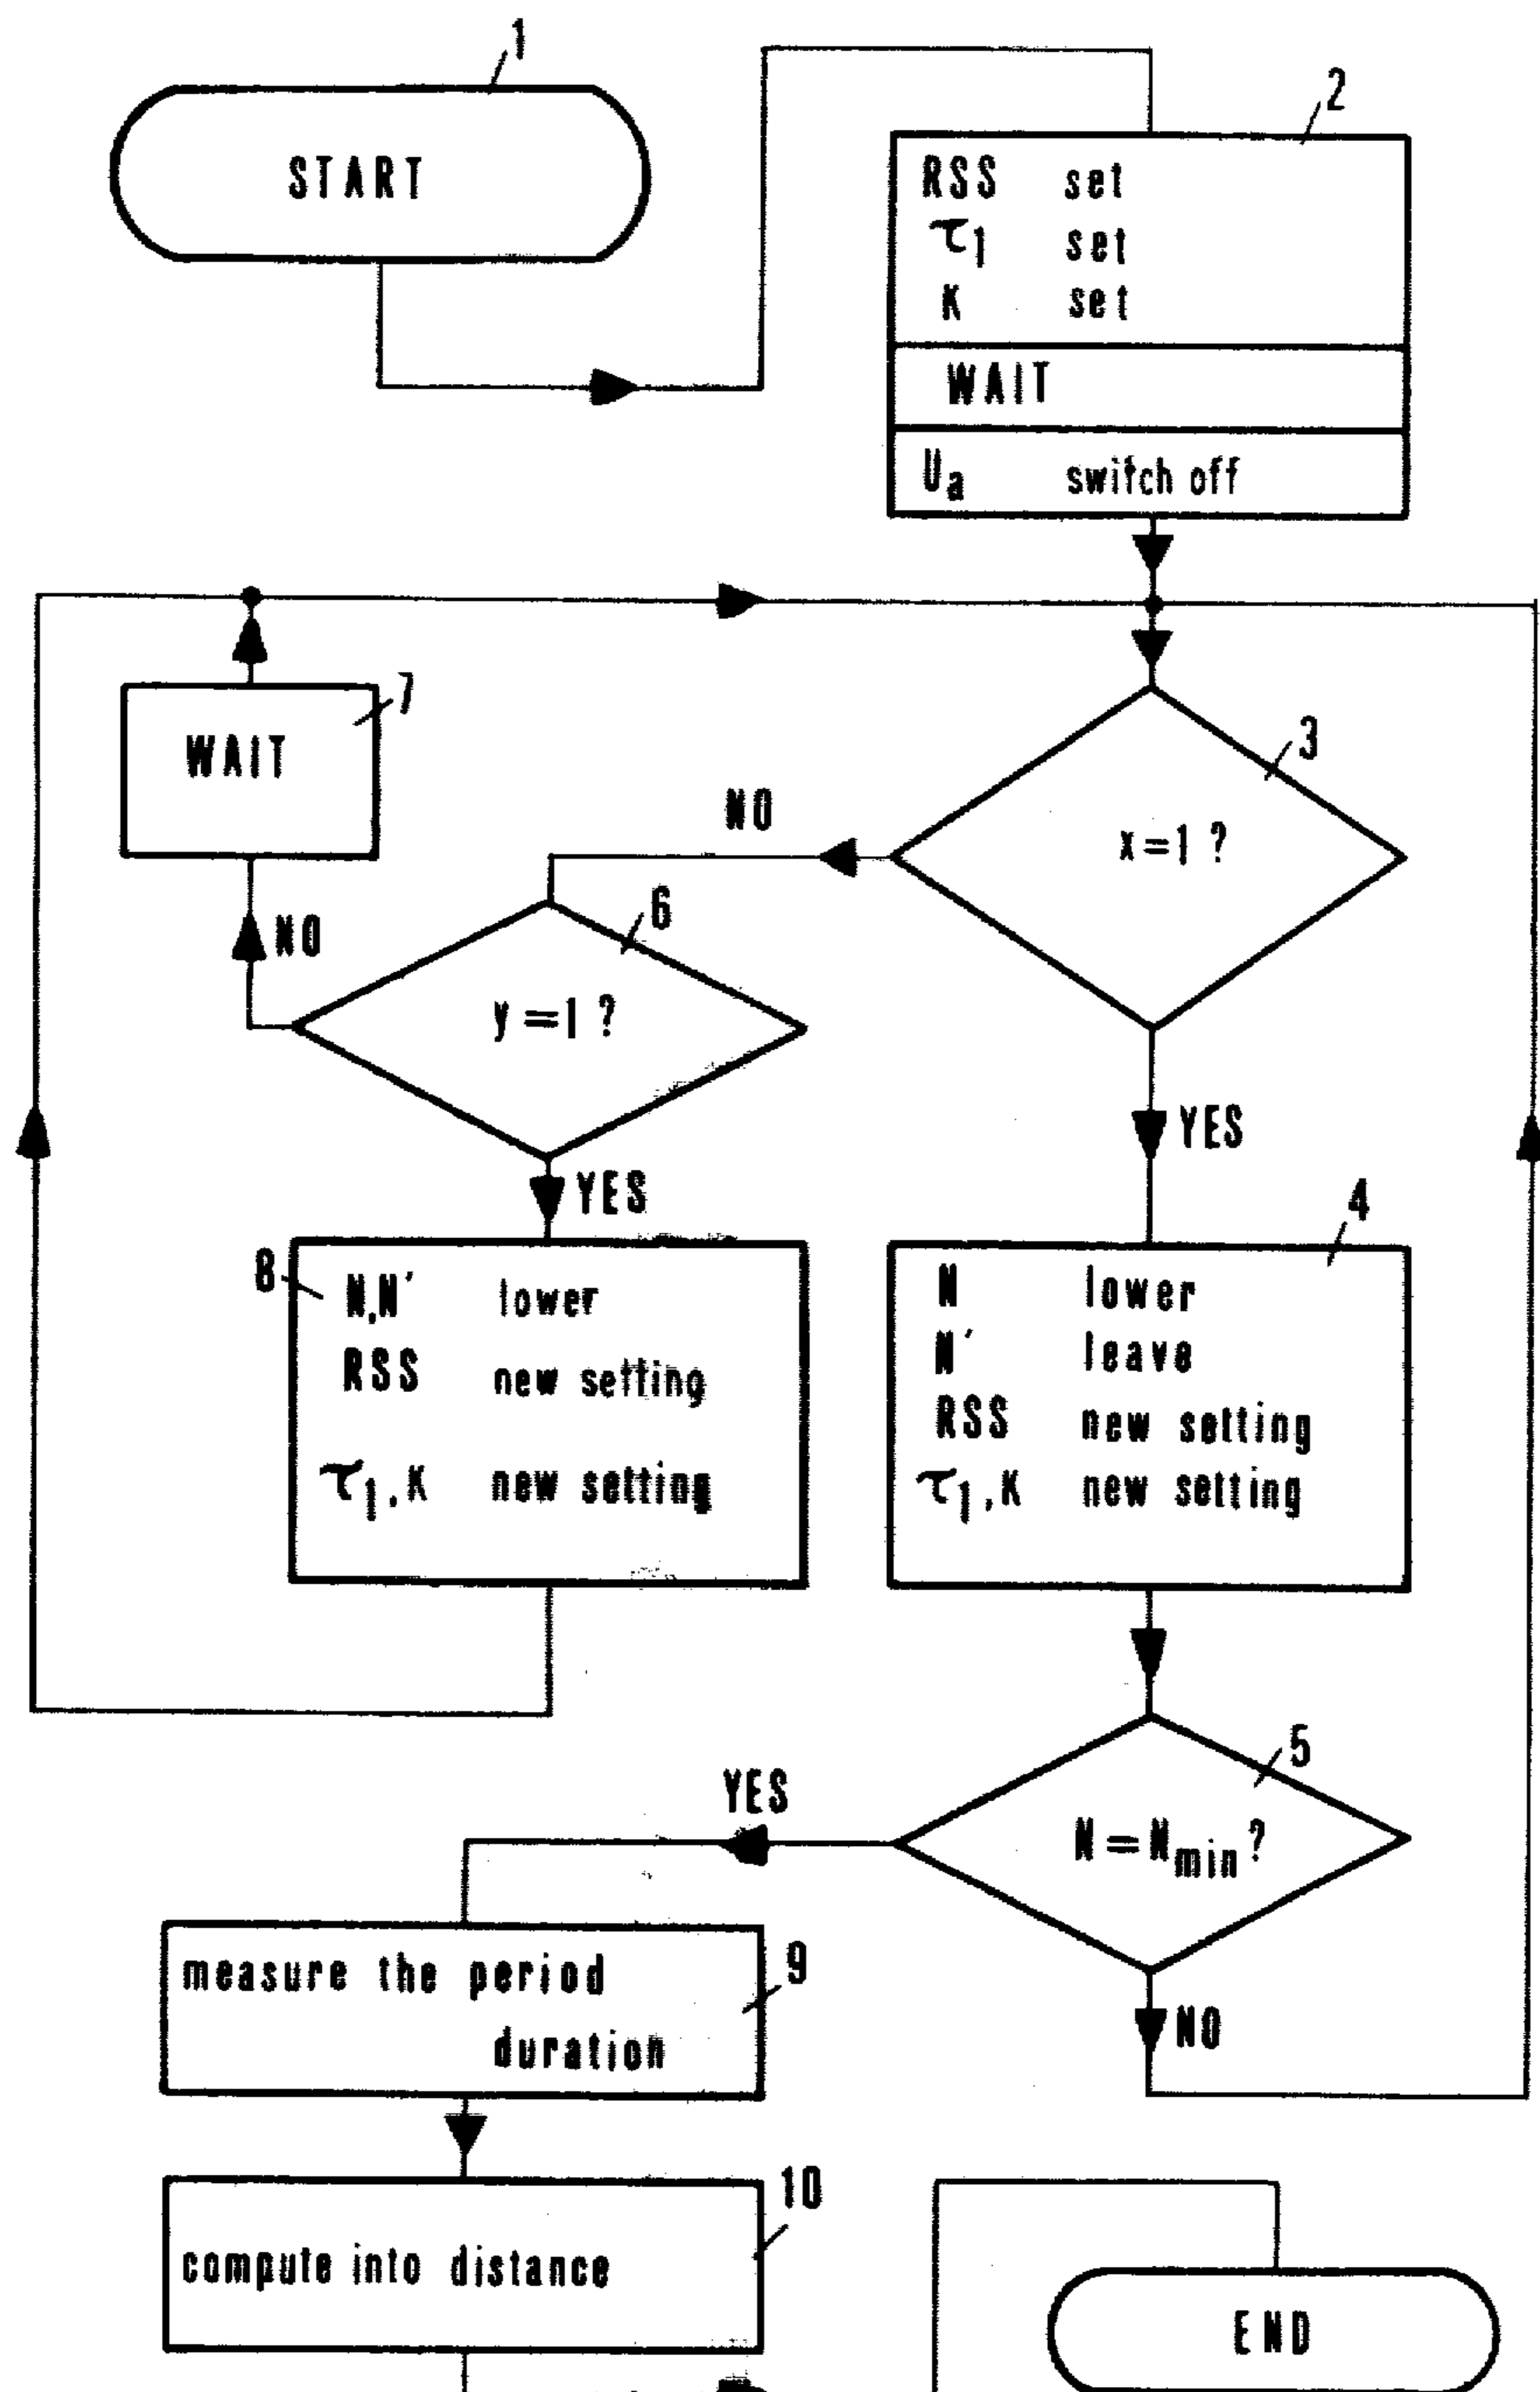 1
START
2
RSS set
τ1 set
K set
WAIT
Ua switch off
7
WAIT
3
x=1 ?
NO
6
NO
y=1 ?
YES
YES
8
N,N' lower
RSS new setting
τ1,K new setting
4
N lower
N' leave
RSS new setting
τ1,K new setting
5
YES
N=Nmin?
NO
9
measure the period
duration
10
compute into distance
END